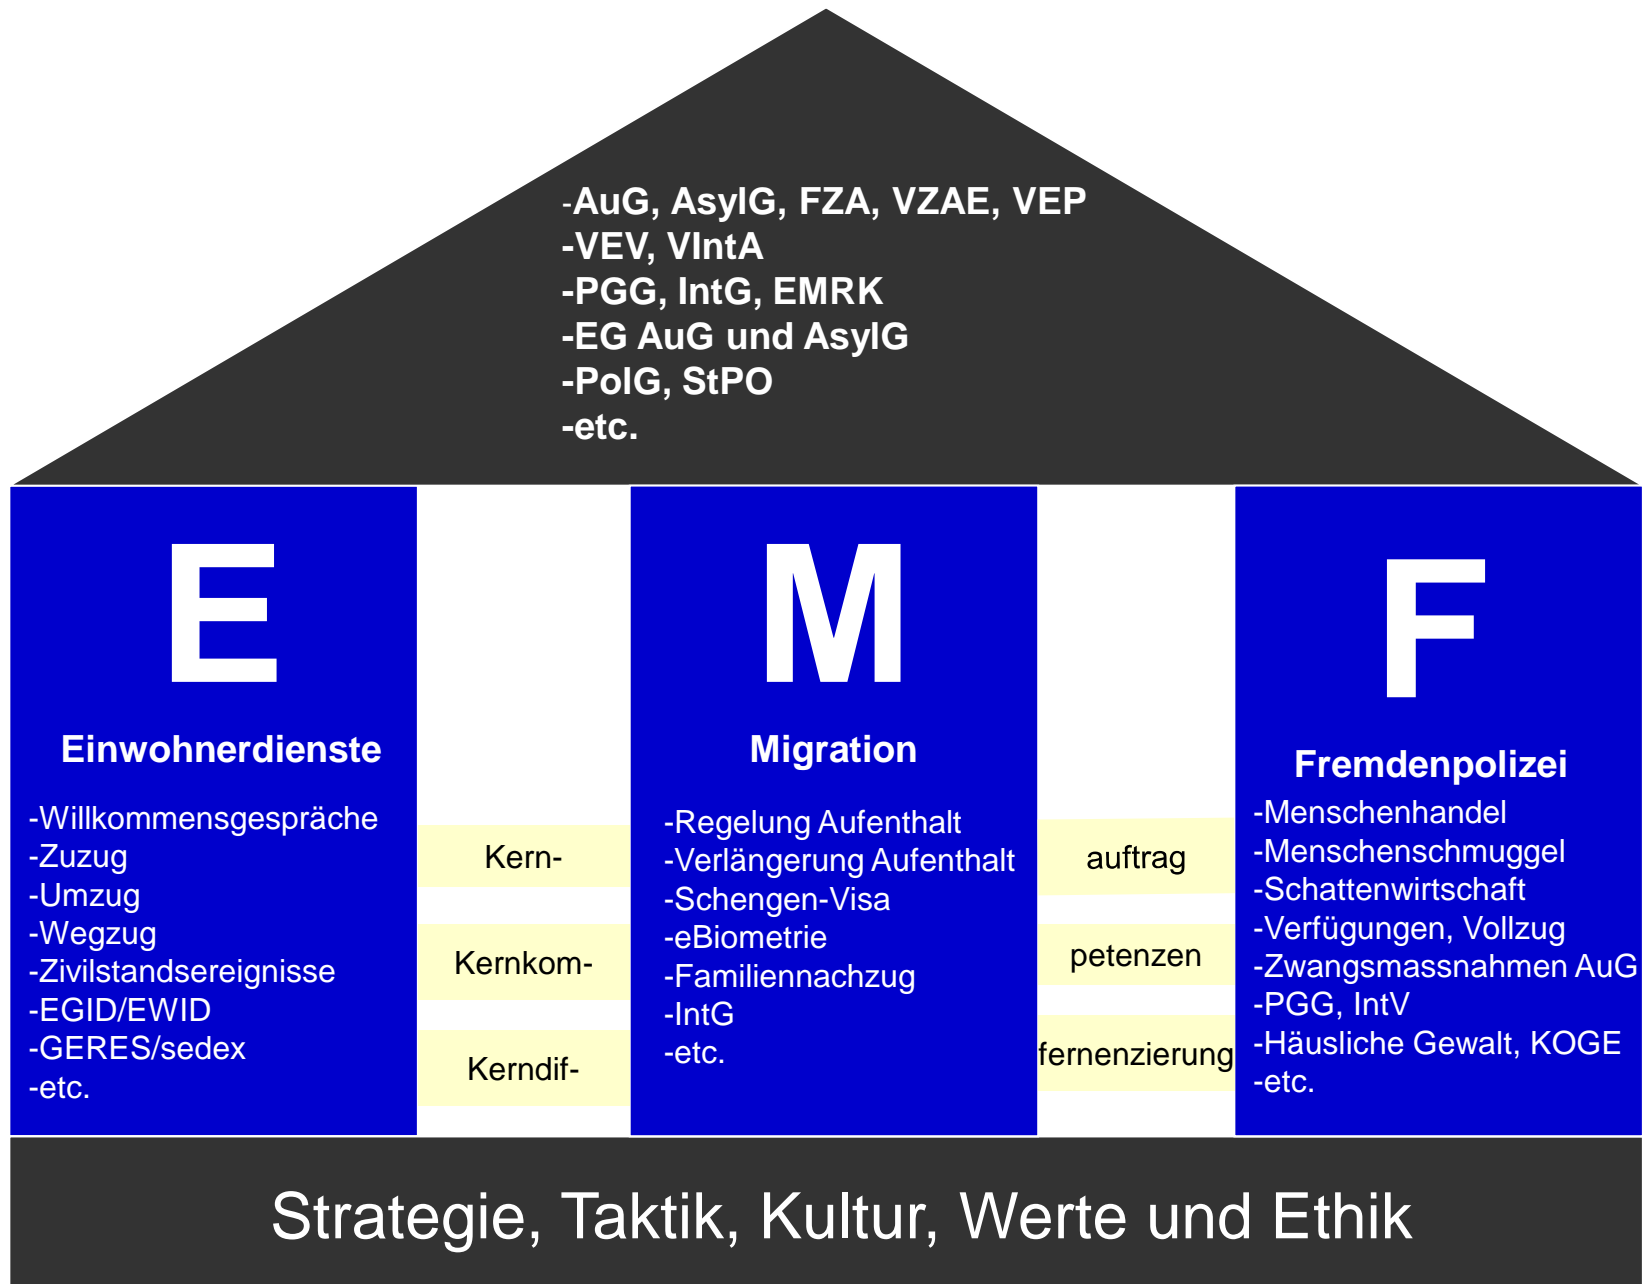 -AuG, AsylG, FZA, VZAE, VEP
-VEV, VIntA
-PGG, IntG, EMRK
-EG AuG und AsylG
-PolG, StPO
-etc.
E
Einwohnerdienste
-Willkommensgespräche
-Zuzug
-Umzug
-Wegzug
-Zivilstandsereignisse
-EGID/EWID
-GERES/sedex
-etc.
Kern-
Kernkom-
Kerndif-
M
Migration
-Regelung Aufenthalt
-Verlängerung Aufenthalt
-Schengen-Visa
-eBiometrie
-Familiennachzug
-IntG
-etc.
auftrag
petenzen
fernenzierung
F
Fremdenpolizei
-Menschenhandel
-Menschenschmuggel
-Schattenwirtschaft
-Verfügungen, Vollzug
-Zwangsmassnahmen AuG
-PGG, IntV
-Häusliche Gewalt, KOGE
-etc.
Strategie, Taktik, Kultur, Werte und Ethik